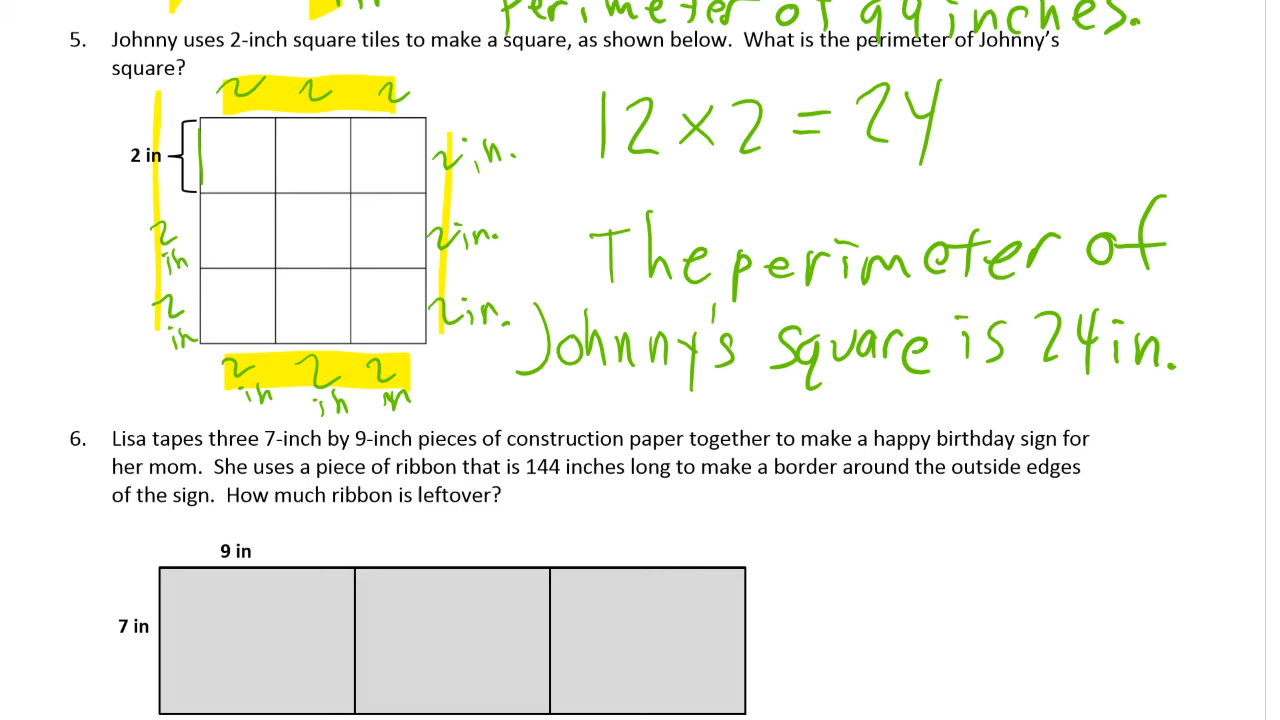 perimeter of 44 inches.
5. Johnny uses 2-inch square tiles to make a square, as shown below. What is the perimeter of Johnny's
square?
2 2 2
12 × 2 = 24
2 in
2 in.
2 in
2 in.
2 in
2 in.
The perimeter of
Johnny's square is 24 in.
2 2 2
in in in
6. Lisa tapes three 7-inch by 9-inch pieces of construction paper together to make a happy birthday sign for
her mom. She uses a piece of ribbon that is 144 inches long to make a border around the outside edges
of the sign. How much ribbon is leftover?
9 in
7 in